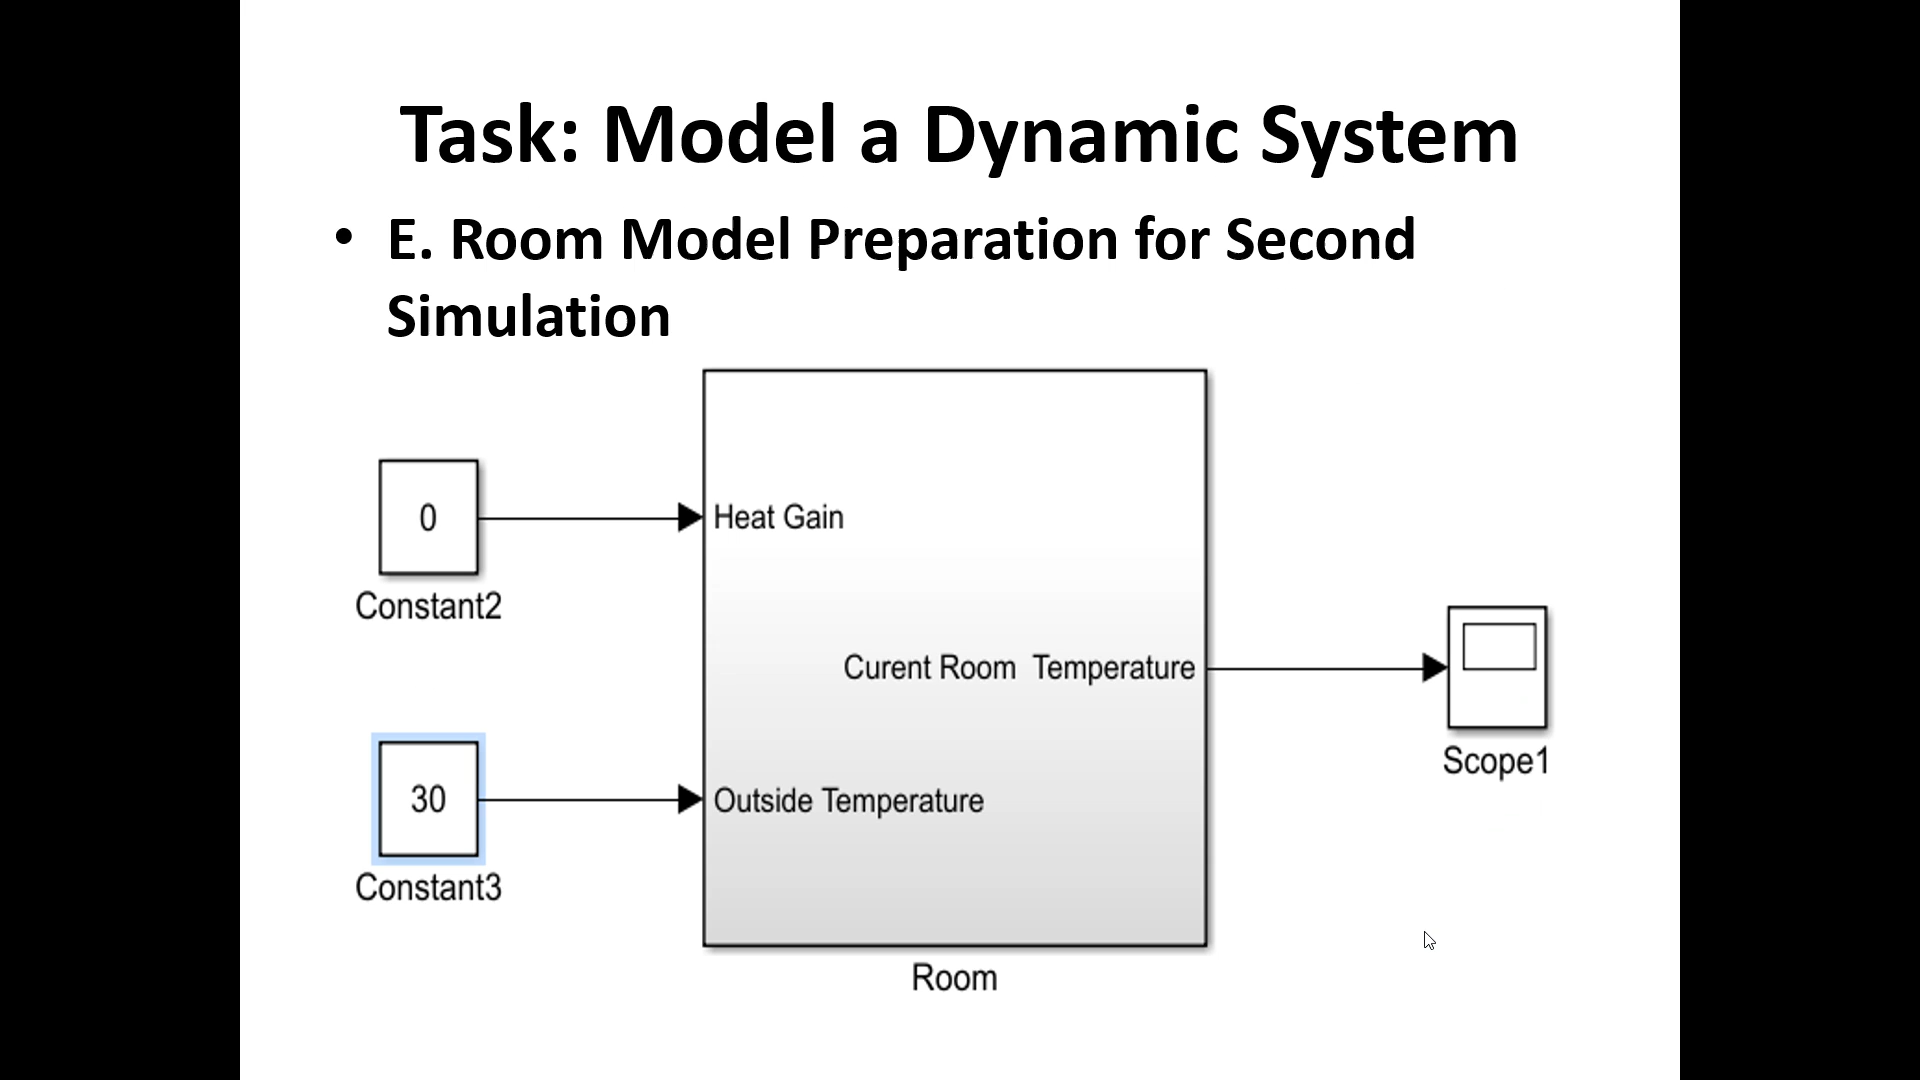 Task: Model a Dynamic System
• E. Room Model Preparation for Second
Simulation
0
Heat Gain
Constant2
Curent Room Temperature
Scope1
30
Outside Temperature
Constant3
Room